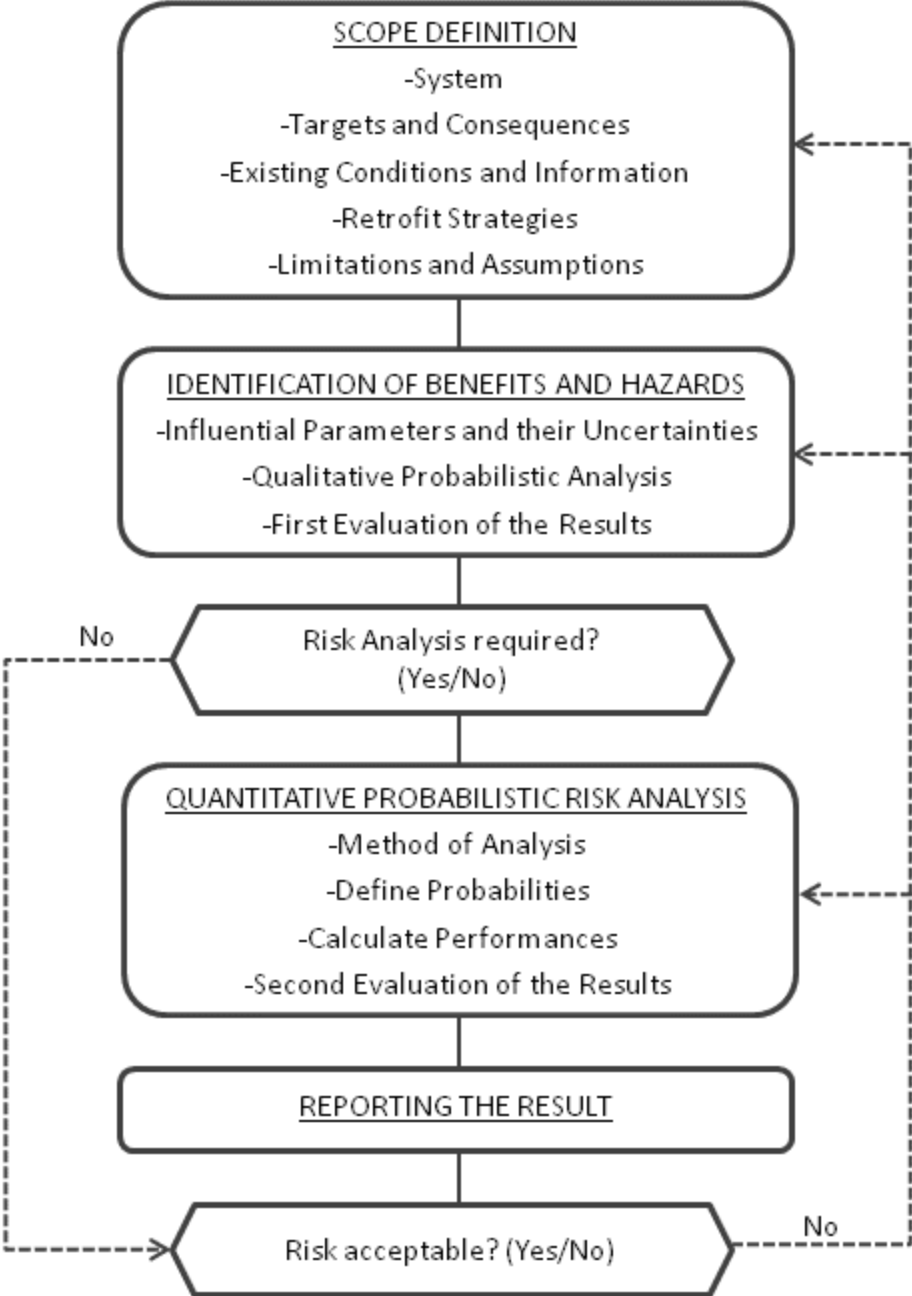 SCOPE DEFINITION
-System
-Targets and Consequences
-Existing Conditions and Information
-Retrofit Strategies
-Limitations and Assumptions
IDENTIFICATION OF BENEFITS AND HAZARDS
-Influential Parameters and their Uncertainties
-Qualitative Probabilistic Analysis
-First Evaluation of the Results
No
Risk Analysis required?
(Yes/No)
QUANTITATIVE PROBABILISTIC RISK ANALYSIS
-Method of Analysis
-Define Probabilities
-Calculate Performances
-Second Evaluation of the Results
REPORTING THE RESULT
Risk acceptable? (Yes/No)
No